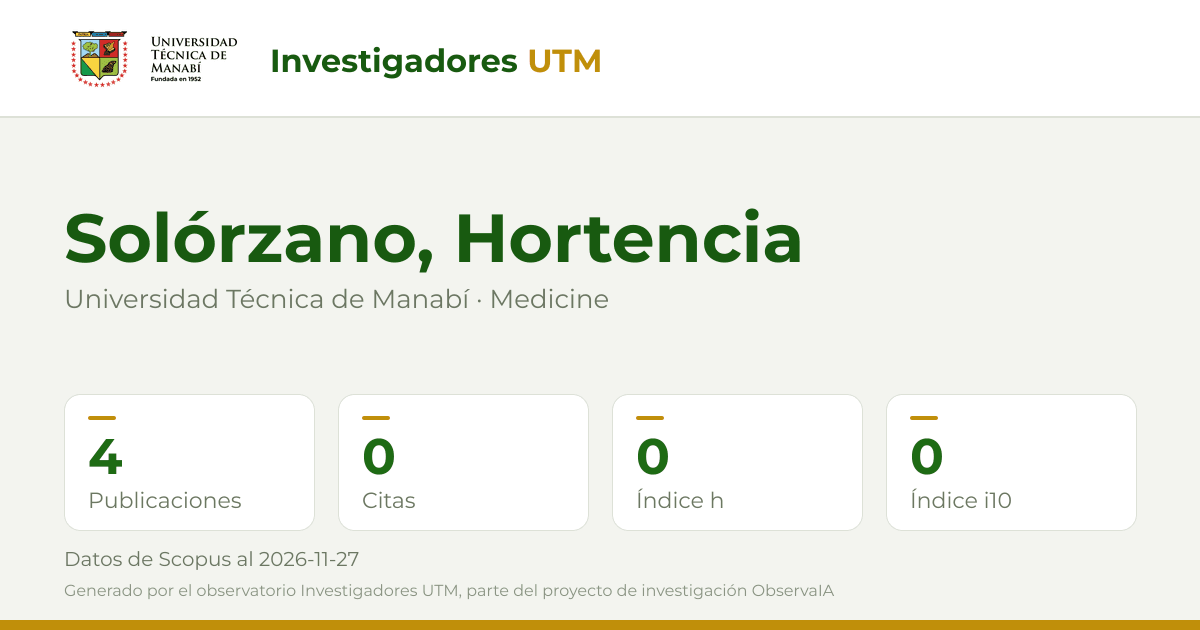 UNIVERSIDAD
TÉCNICA DE
MANABÍ
Fundada en 1952
Investigadores UTM
Solórzano, Hortencia
Universidad Técnica de Manabí · Medicine
4
Publicaciones
0
Citas
0
Índice h
0
Índice i10
Datos de Scopus al 2026-11-27
Generado por el observatorio Investigadores UTM, parte del proyecto de investigación ObservaIA